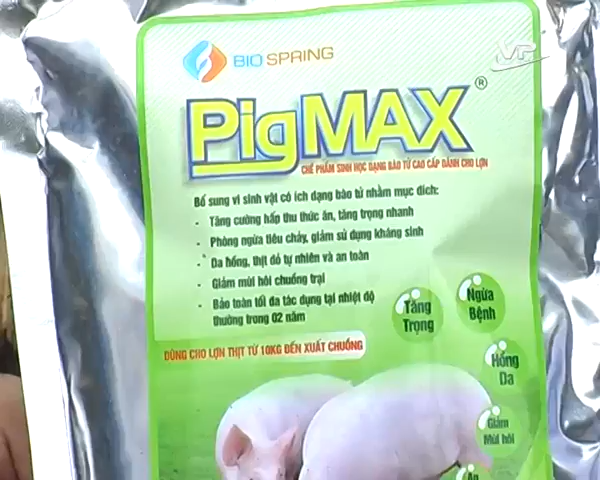 BIO SPRING
VP
PigMAX®
CHẾ PHẨM SINH HỌC DẠNG BÀO TỬ CAO CẤP DÀNH CHO LỢN
Bổ sung vi sinh vật có ích dạng bào tử nhằm mục đích:
- Tăng cường hấp thu thức ăn, tăng trọng nhanh
- Phòng ngừa tiêu chảy, giảm sử dụng kháng sinh
- Da hồng, thịt đỏ tự nhiên và an toàn
- Giảm mùi hôi chuồng trại
- Bảo toàn tối đa tác dụng tại nhiệt độ
thường trong 02 năm
Tăng
Trọng
Ngừa
Bệnh
DÙNG CHO LỢN THỊT TỪ 10KG ĐẾN XUẤT CHUỒNG
Hồng
Da
Giảm
Mùi hôi